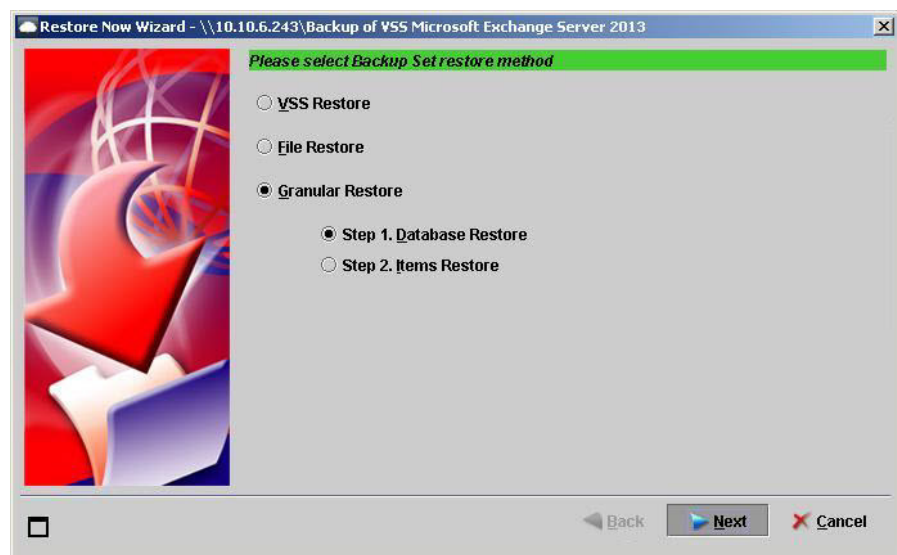 Restore Now Wizard - \\10.10.6.243\Backup of VSS Microsoft Exchange Server 2013
Please select Backup Set restore method
VSS Restore
File Restore
Granular Restore
Step 1. Database Restore
Step 2. Items Restore
Back
Next
Cancel